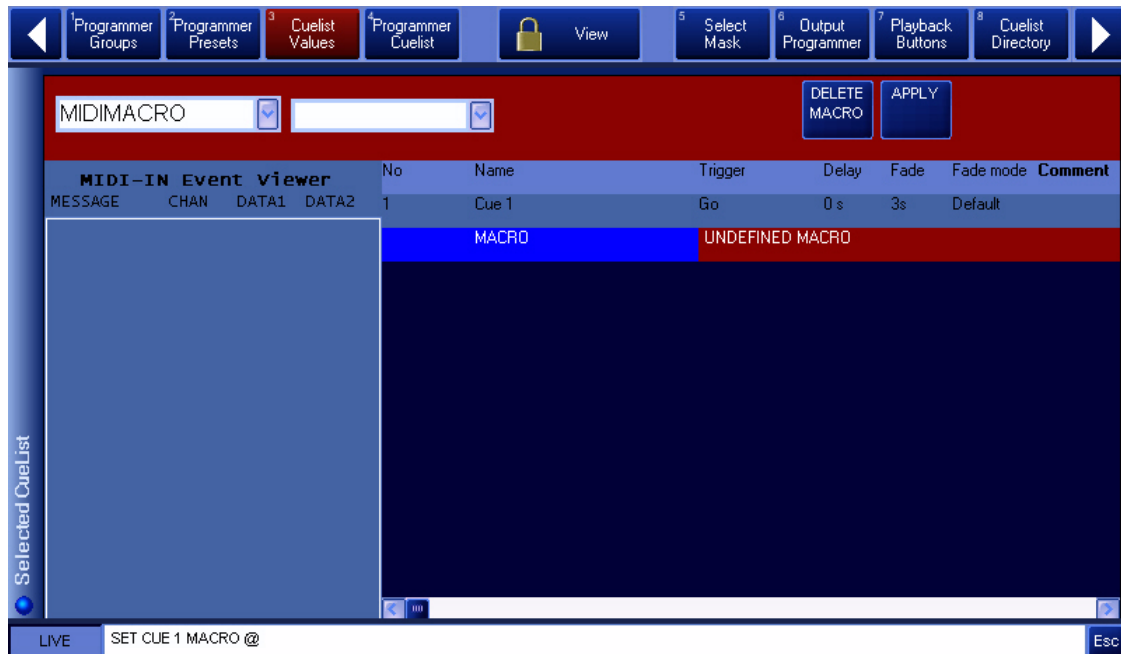 1 Programmer Groups
2 Programmer Presets
3 Cuelist Values
4 Programmer Cuelist
View
5 Select Mask
6 Output Programmer
7 Playback Buttons
8 Cuelist Directory
MIDIMACRO
DELETE MACRO
APPLY
MIDI-IN Event Viewer
MESSAGE CHAN DATA1 DATA2
No Name Trigger Delay Fade Fade mode Comment
1 Cue 1 Go 0 s 3s Default
MACRO UNDEFINED MACRO
Selected CueList
LIVE SET CUE 1 MACRO @ Esc